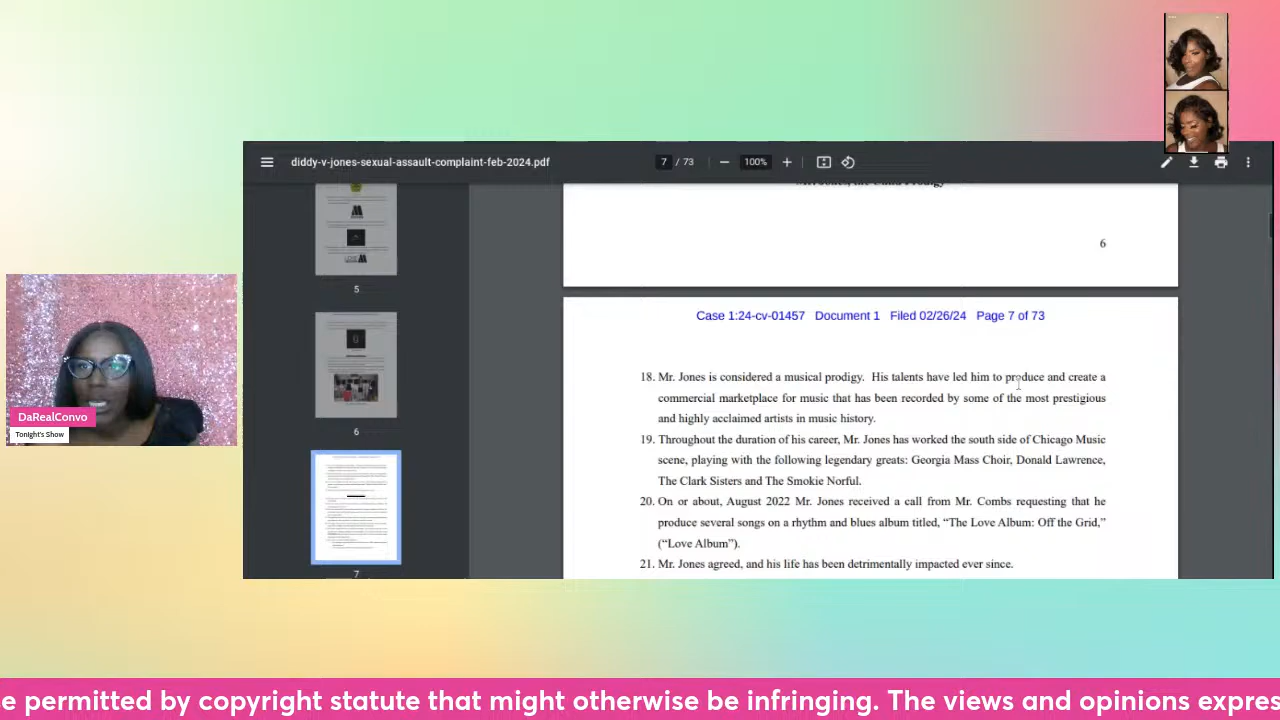 diddy-v-jones-sexual-assault-complaint-feb-2024.pdf
7 / 73
100%
5
6
7
6
Case 1:24-cv-01457 Document 1 Filed 02/26/24 Page 7 of 73
18. Mr. Jones is considered a musical prodigy. His talents have led him to produce and create a
commercial marketplace for music that has been recorded by some of the most prestigious
and highly acclaimed artists in music history.
19. Throughout the duration of his career, Mr. Jones has worked the south side of Chicago Music
scene, playing with the following legendary greats: Georgia Mass Choir, Donald Lawrence,
The Clark Sisters and The Smokie Norful.
20. On or about, August Mr. Jones received a call from Mr. Combs requesting that he
produce several songs on rhythm and blues album titled, “The Love Album: Off the Grid,”
(“Love Album”).
21. Mr. Jones agreed, and his life has been detrimentally impacted ever since.
DaRealConvo
Tonight's Show
e permitted by copyright statute that might otherwise be infringing. The views and opinions expres